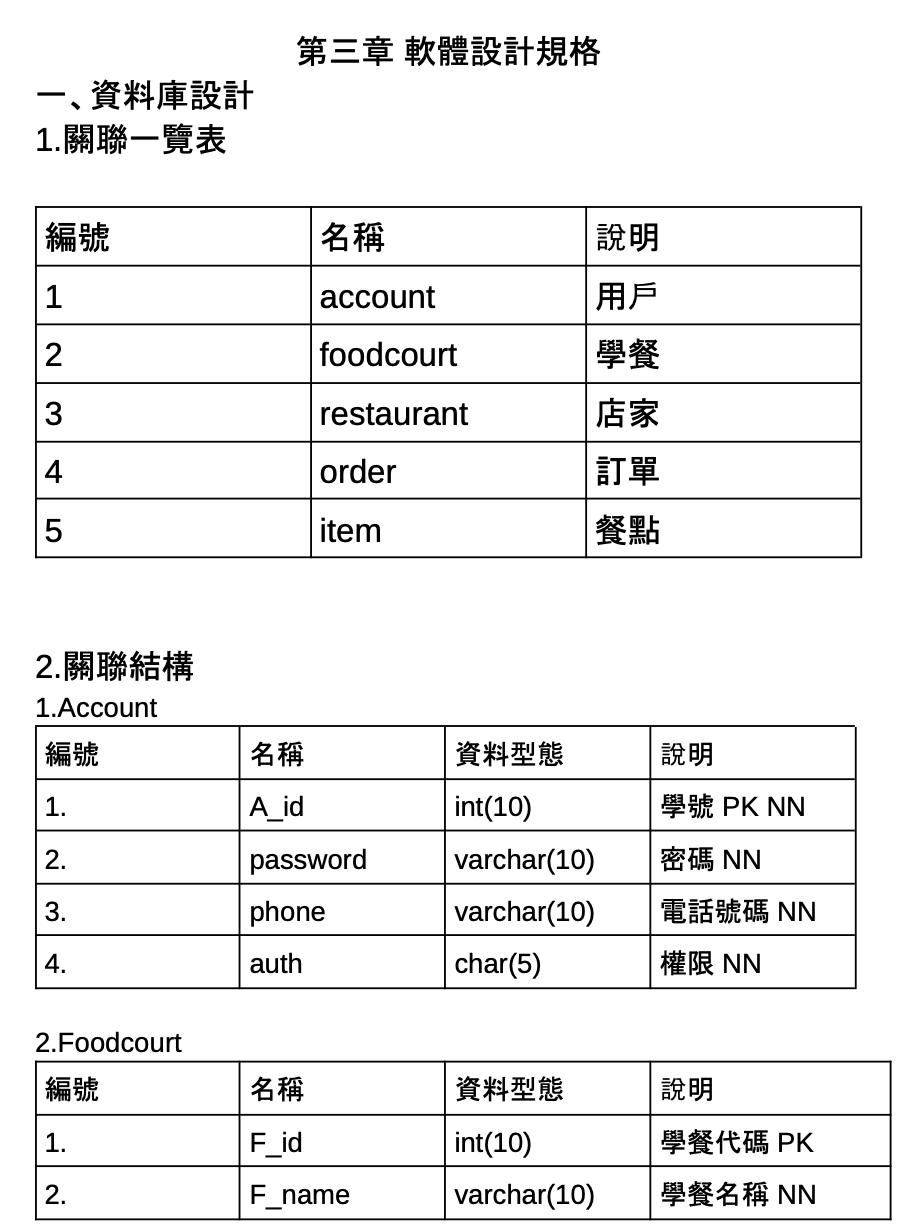 第三章 軟體設計規格
一、資料庫設計
1.關聯一覽表
編號 名稱 說明
1 account 用戶
2 foodcourt 學餐
3 restaurant 店家
4 order 訂單
5 item 餐點
2.關聯結構
1.Account
編號 名稱 資料型態 說明
1. A_id int(10) 學號 PK NN
2. password varchar(10) 密碼 NN
3. phone varchar(10) 電話號碼 NN
4. auth char(5) 權限 NN
2.Foodcourt
編號 名稱 資料型態 說明
1. F_id int(10) 學餐代碼 PK
2. F_name varchar(10) 學餐名稱 NN